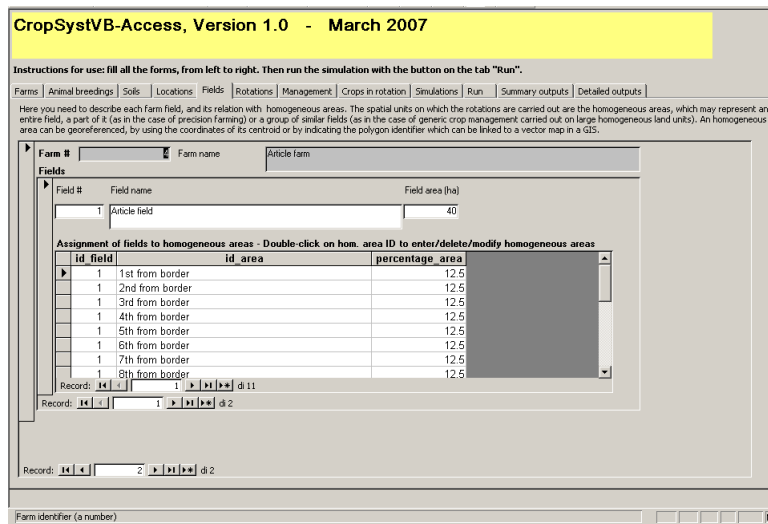 CropSystVB-Access, Version 1.0 - March 2007
Instructions for use: fill all the forms, from left to right. Then run the simulation with the button on the tab "Run".
Farms Animal breedings Soils Locations Fields Rotations Management Crops in rotation Simulations Run Summary outputs Detailed outputs
Here you need to describe each farm field, and its relation with homogeneous areas. The spatial units on which the rotations are carried out are the homogeneous areas, which may represent an
entire field, a part of it (as in the case of precision farming) or a group of similar fields (as in the case of generic crop management carried out on large homogeneous land units). An homogeneous
area can be georeferenced, by using the coordinates of its centroid or by indicating the polygon identifier which can be linked to a vector map in a GIS.
Farm # 4 Farm name Article farm
Fields
Field # Field name Field area (ha)
1 Article field 40
Assignment of fields to homogeneous areas - Double-click on hom. area ID to enter/delete/modify homogeneous areas
id_field id_area percentage_area
1 1st from border 12.5
1 2nd from border 12.5
1 3rd from border 12.5
1 4th from border 12.5
1 5th from border 12.5
1 6th from border 12.5
1 7th from border 12.5
1 8th from border 12.5
Record: 1 di 11
Record: 1 di 2
Record: 2 di 2
Farm identifier (a number)